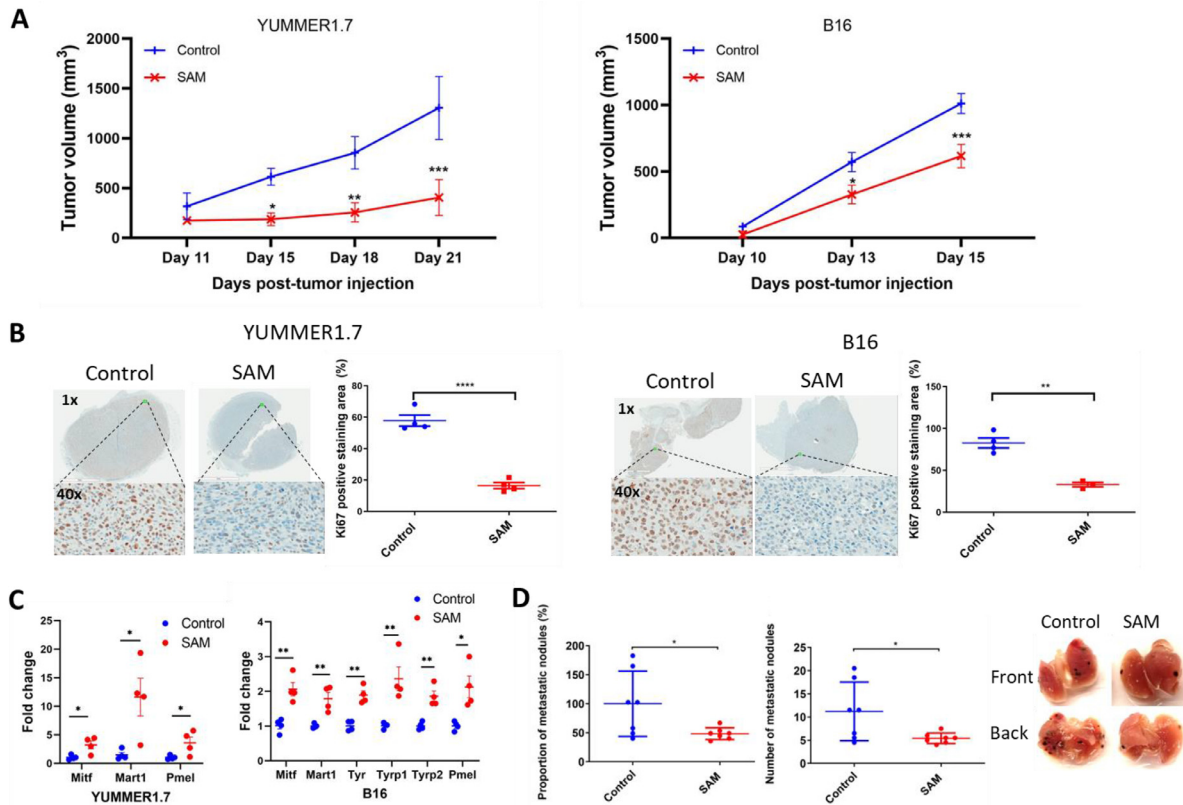 A
YUMMER1.7
Tumor volume (mm3)
2000
1500
1000
500
0
Control
SAM
*
**
***
Day 11 Day 15 Day 18 Day 21
Days post-tumor injection
B16
Tumor volume (mm3)
1500
1000
500
0
Control
SAM
*
***
Day 10 Day 13 Day 15
Days post-tumor injection
B
YUMMER1.7
Control SAM
1x
40x
Ki67 positive staining area (%)
80
60
40
20
0
****
Control SAM
B16
Control SAM
1x
40x
Ki67 positive staining area (%)
150
100
50
0
**
Control SAM
C
Control
SAM
Fold change
25
20
15
10
5
0
* * *
Mitf Mart1 Pmel
YUMMER1.7
Control
SAM
Fold change
4
3
2
1
0
** ** ** ** ** *
Mitf Mart1 Tyr Tyrp1 Tyrp2 Pmel
B16
D
Proportion of metastatic nodules (%)
200
150
100
50
0
*
Control SAM
Number of metastatic nodules
25
20
15
10
5
0
*
Control SAM
Control SAM
Front
Back